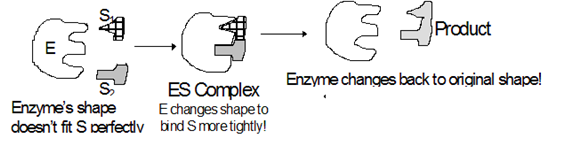 S1
E
S2
Enzyme's shape
doesn't fit S perfectly
ES Complex
E changes shape to
bind S more tightly!
Product
Enzyme changes back to original shape!